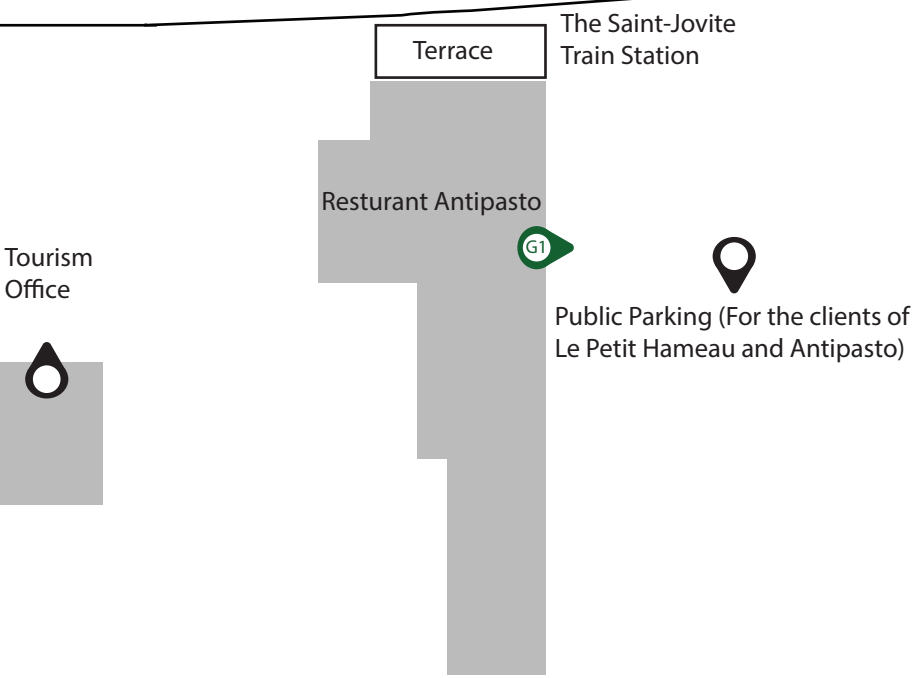 The Saint-Jovite
Train Station
Terrace
Resturant Antipasto
G1
Tourism
Office
Public Parking (For the clients of
Le Petit Hameau and Antipasto)